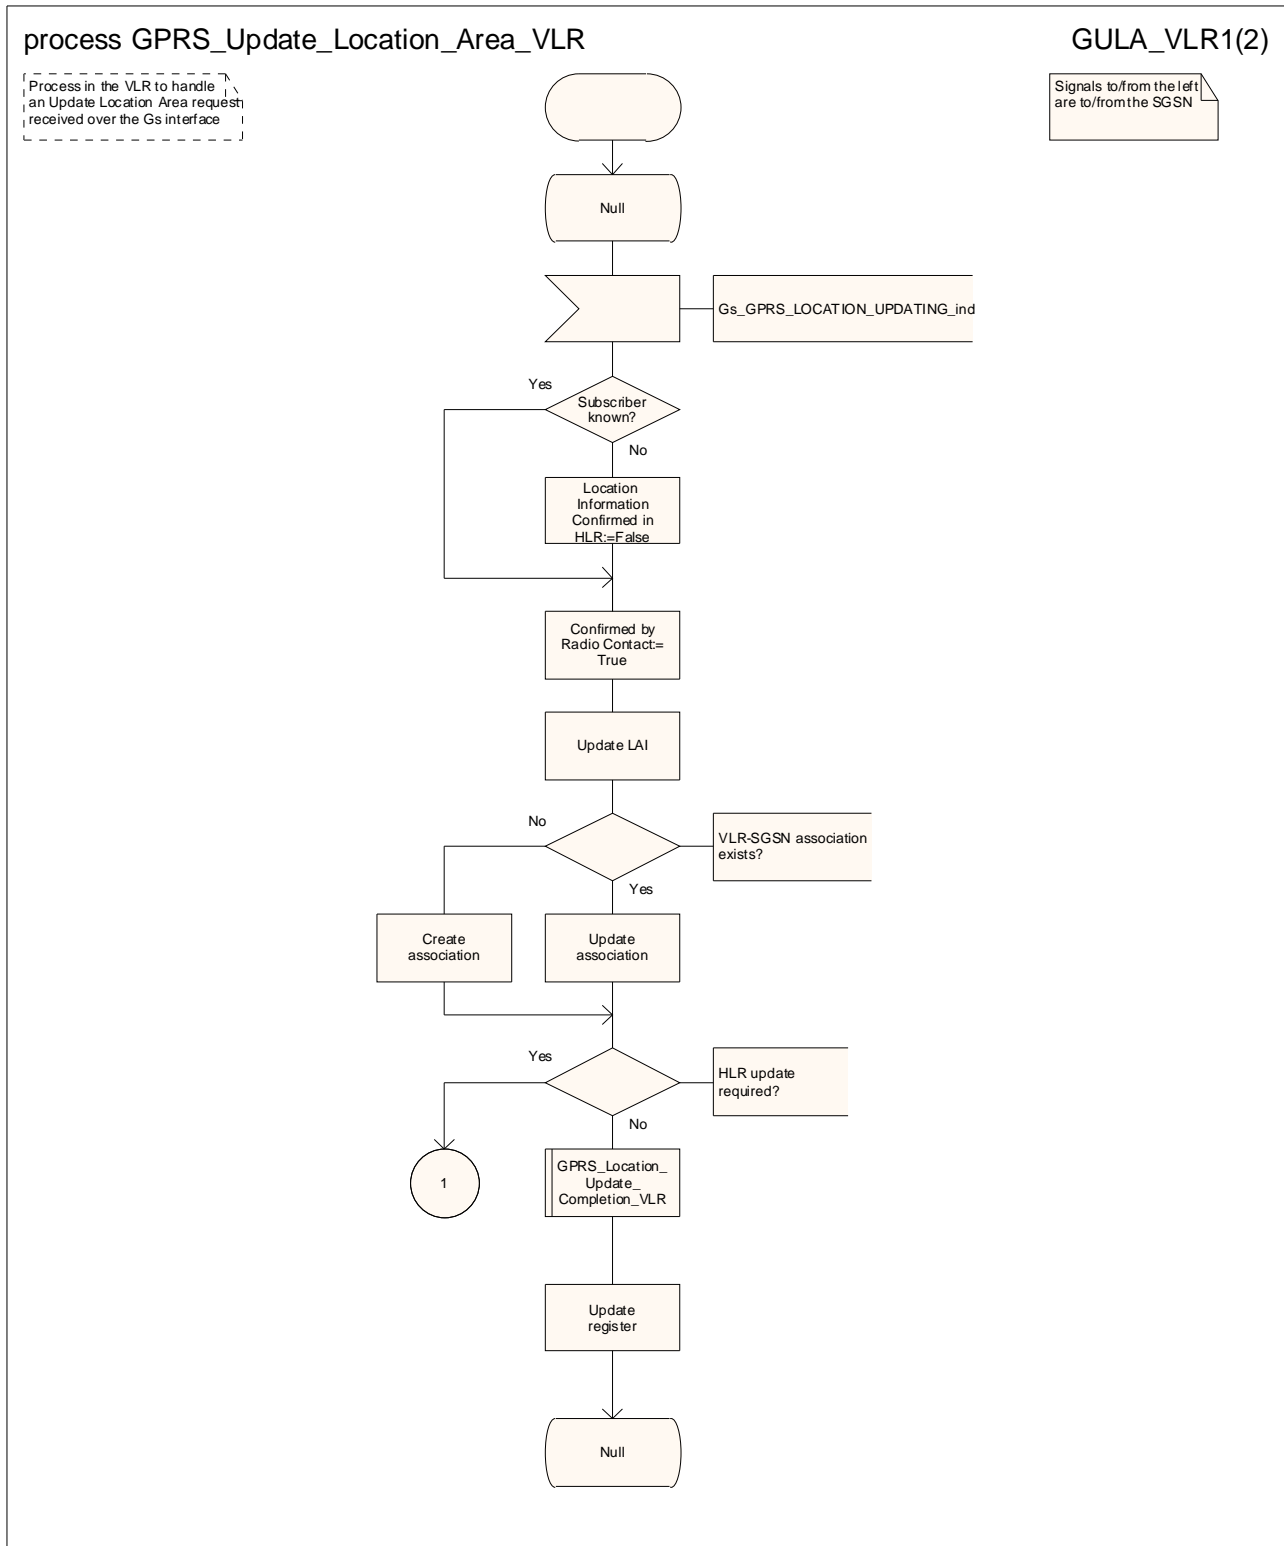 process GPRS_Update_Location_Area_VLR
GULA_VLR1(2)
Process in the VLR to handle
an Update Location Area request
received over the Gs interface
Signals to/from the left
are to/from the SGSN
Null
Gs_GPRS_LOCATION_UPDATING_ind
Yes
Subscriber
known?
No
Location
Information
Confirmed in
HLR:=False
Confirmed by
Radio Contact:=
True
Update LAI
No
VLR-SGSN association
exists?
Yes
Create
association
Update
association
Yes
HLR update
required?
No
1
GPRS_Location_
Update_
Completion_VLR
Update
register
Null